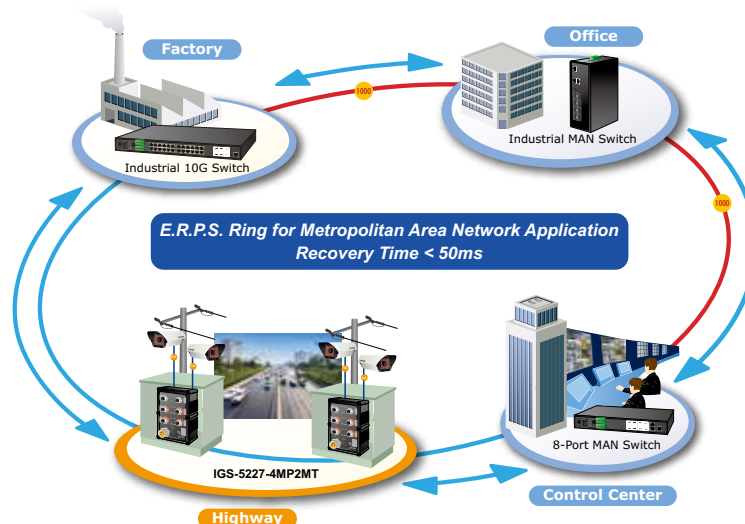 Factory
Office
1000
Industrial MAN Switch
Industrial 10G Switch
1000
E.R.P.S. Ring for Metropolitan Area Network Application
Recovery Time < 50ms
8-Port MAN Switch
IGS-5227-4MP2MT
Control Center
Highway